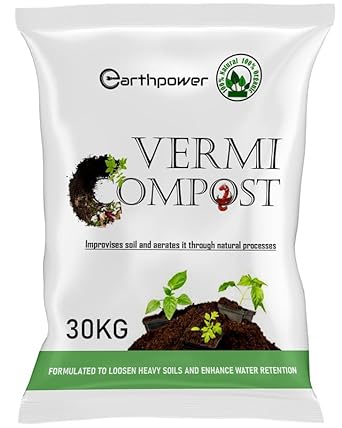 earthpower
100% Natural 100% Organic
VERMI
COMPOST
Improvises soil and aerates it through natural processes
30KG
FORMULATED TO LOOSEN HEAVY SOILS AND ENHANCE WATER RETENTION